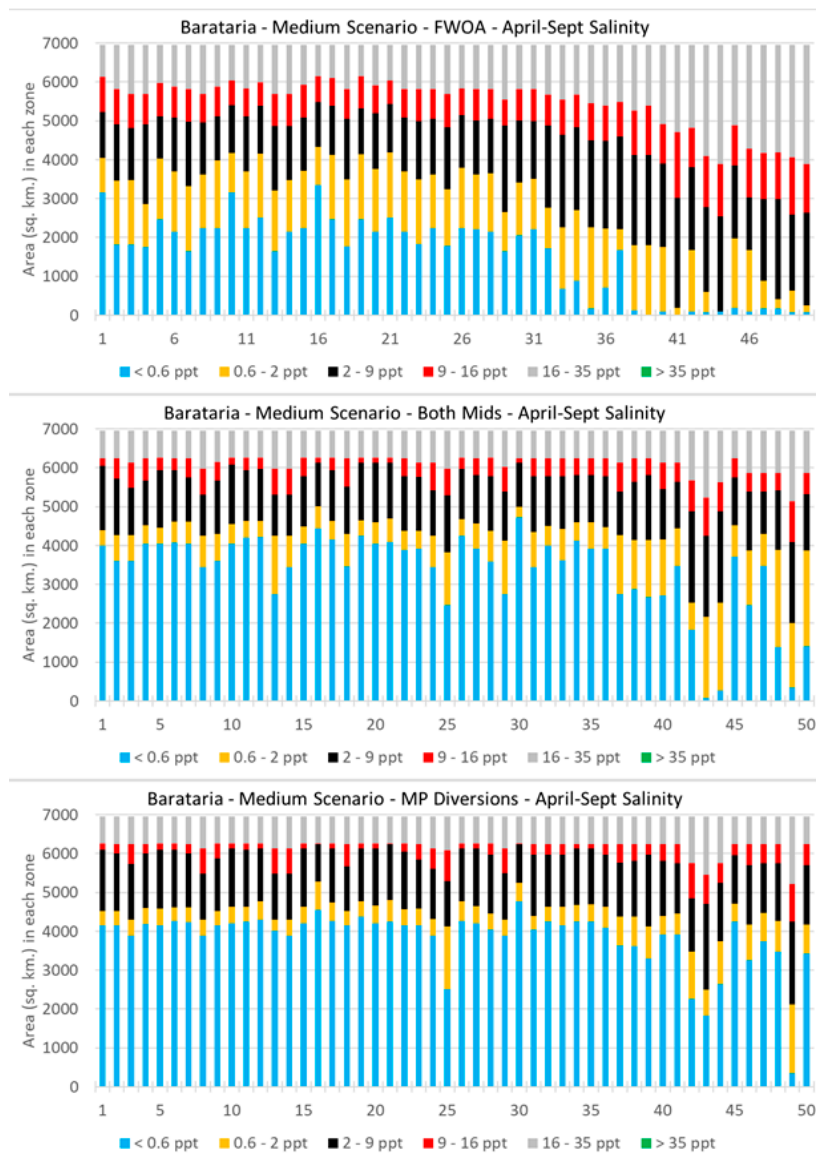 Barataria - Medium Scenario - FWOA - April-Sept Salinity
Area (sq. km.) in each zone
7000
6000
5000
4000
3000
2000
1000
0
1 6 11 16 21 26 31 36 41 46
< 0.6 ppt 0.6 - 2 ppt 2 - 9 ppt 9 - 16 ppt 16 - 35 ppt > 35 ppt
Barataria - Medium Scenario - Both Mids - April-Sept Salinity
Area (sq. km.) in each zone
7000
6000
5000
4000
3000
2000
1000
0
1 5 10 15 20 25 30 35 40 45 50
< 0.6 ppt 0.6 - 2 ppt 2 - 9 ppt 9 - 16 ppt 16 - 35 ppt > 35 ppt
Barataria - Medium Scenario - MP Diversions - April-Sept Salinity
Area (sq. km.) in each zone
7000
6000
5000
4000
3000
2000
1000
0
1 5 10 15 20 25 30 35 40 45 50
< 0.6 ppt 0.6 - 2 ppt 2 - 9 ppt 9 - 16 ppt 16 - 35 ppt > 35 ppt